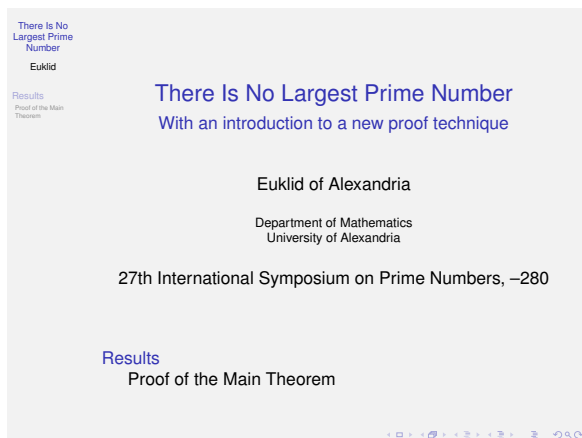 There Is No
Largest Prime
Number
Euklid
Results
Proof of the Main
Theorem
There Is No Largest Prime Number
With an introduction to a new proof technique
Euklid of Alexandria
Department of Mathematics
University of Alexandria
27th International Symposium on Prime Numbers, –280
Results
Proof of the Main Theorem